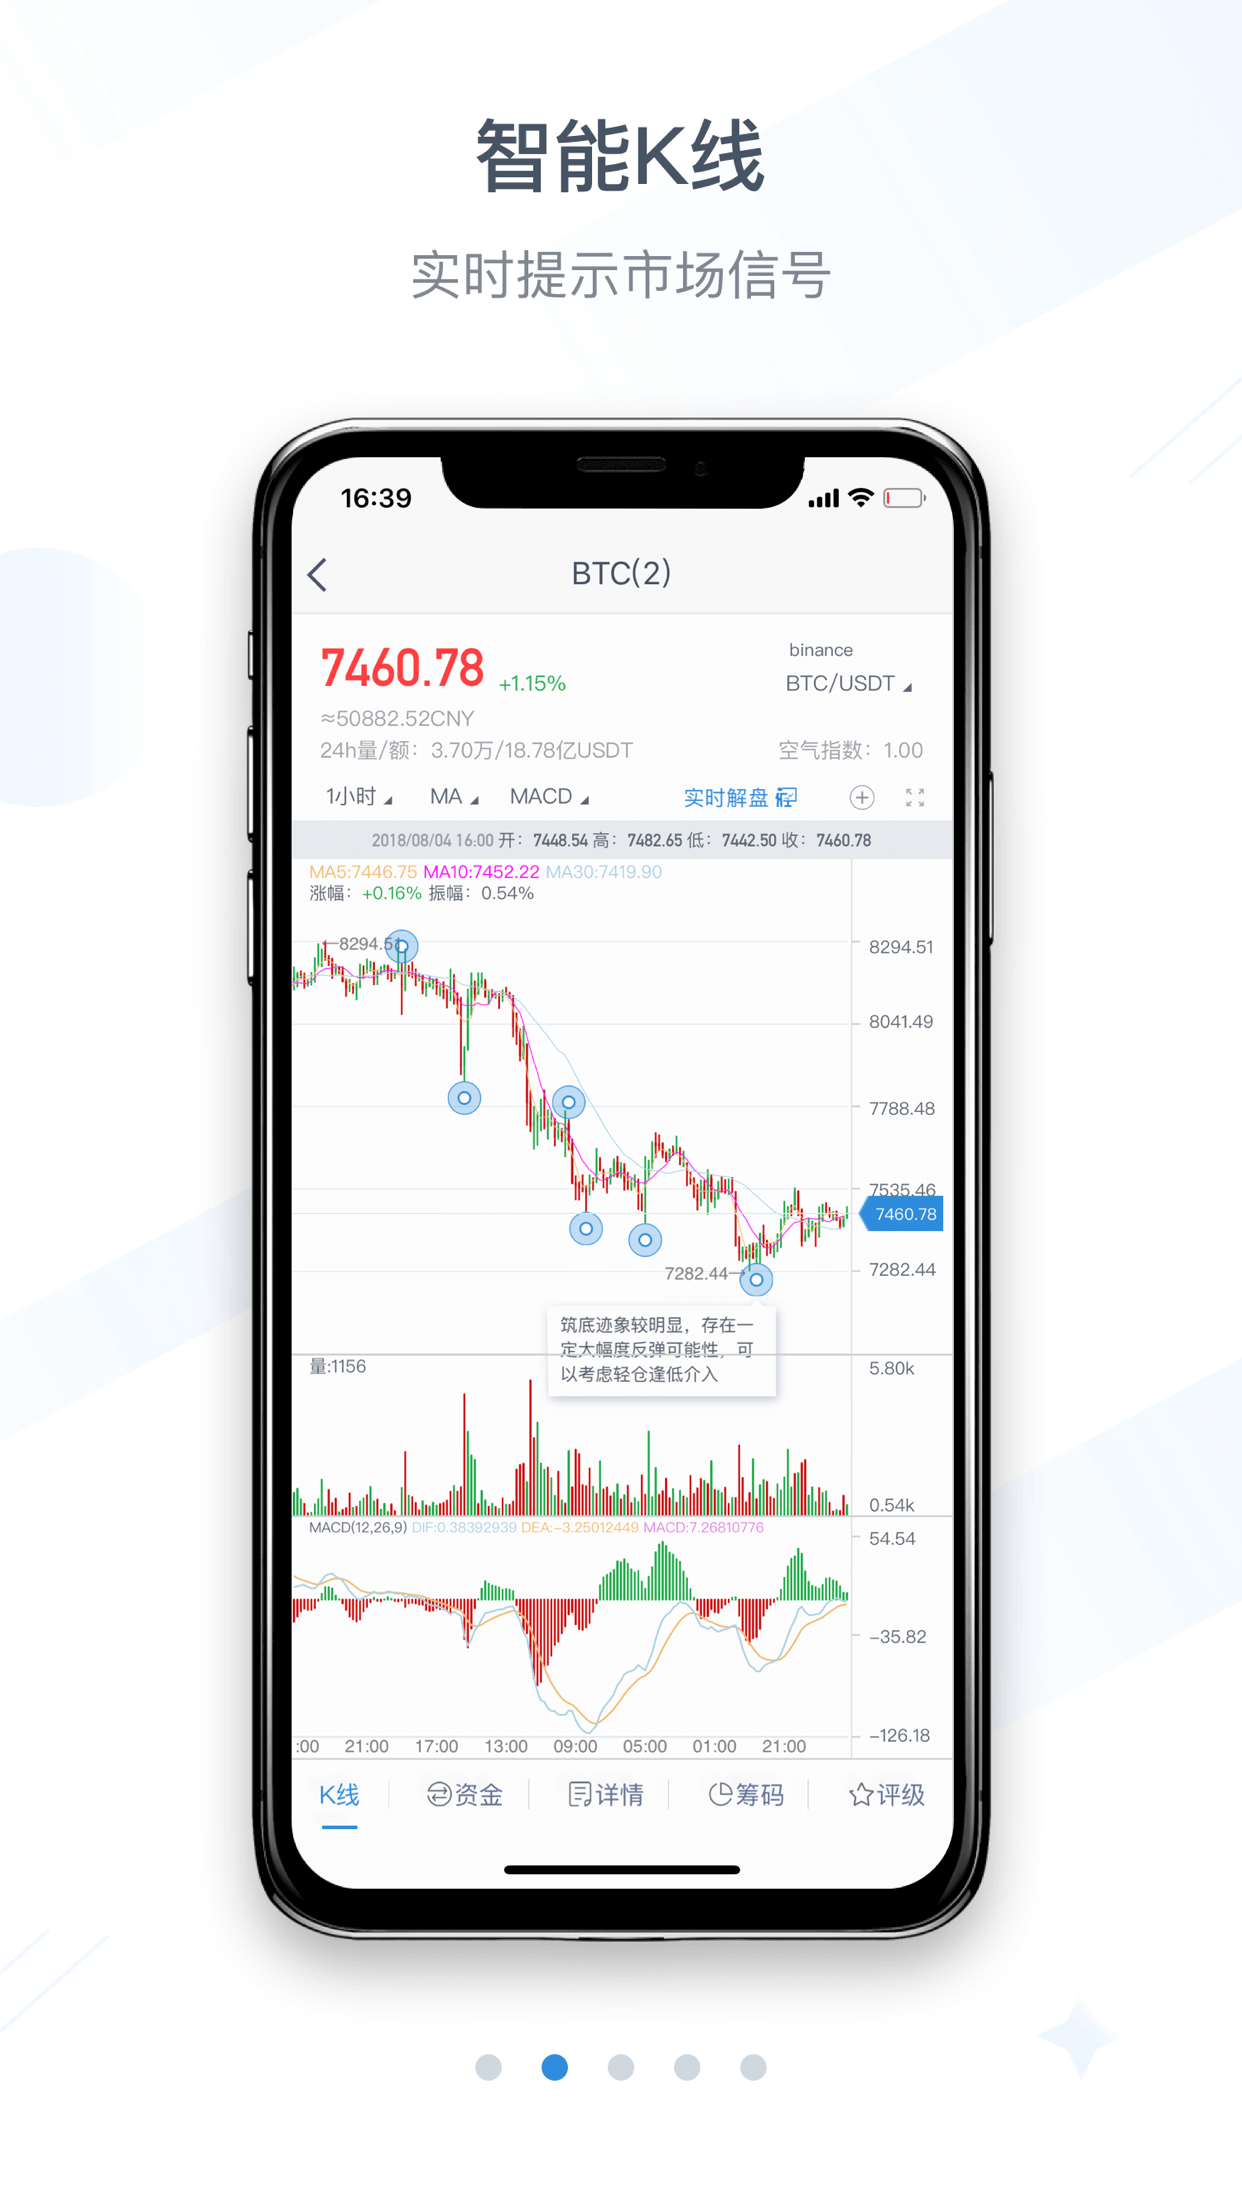 智能K线
实时提示市场信号
16:39
BTC(2)
7460.78 +1.15%
binance
BTC/USDT
≈50882.52CNY
24h量/额：3.70万/18.78亿USDT 空气指数：1.00
1小时 MA MACD 实时解盘
2018/08/04 16:00 开：7448.54 高：7482.65 低：7442.50 收：7460.78
MA5:7446.75 MA10:7452.22 MA30:7419.90
涨幅：+0.16% 振幅：0.54%
8294.51
8294.51
8041.49
7788.48
7535.46
7460.78
7282.44
7282.44
筑底迹象较明显，存在一
定大幅度反弹可能性，可
以考虑轻仓逢低介入
量:1156
5.80k
0.54k
MACD(12,26,9) DIF:0.38392939 DEA:-3.25012449 MACD:7.26810776
54.54
-35.82
-126.18
:00 21:00 17:00 13:00 09:00 05:00 01:00 21:00
K线 资金 详情 筹码 评级